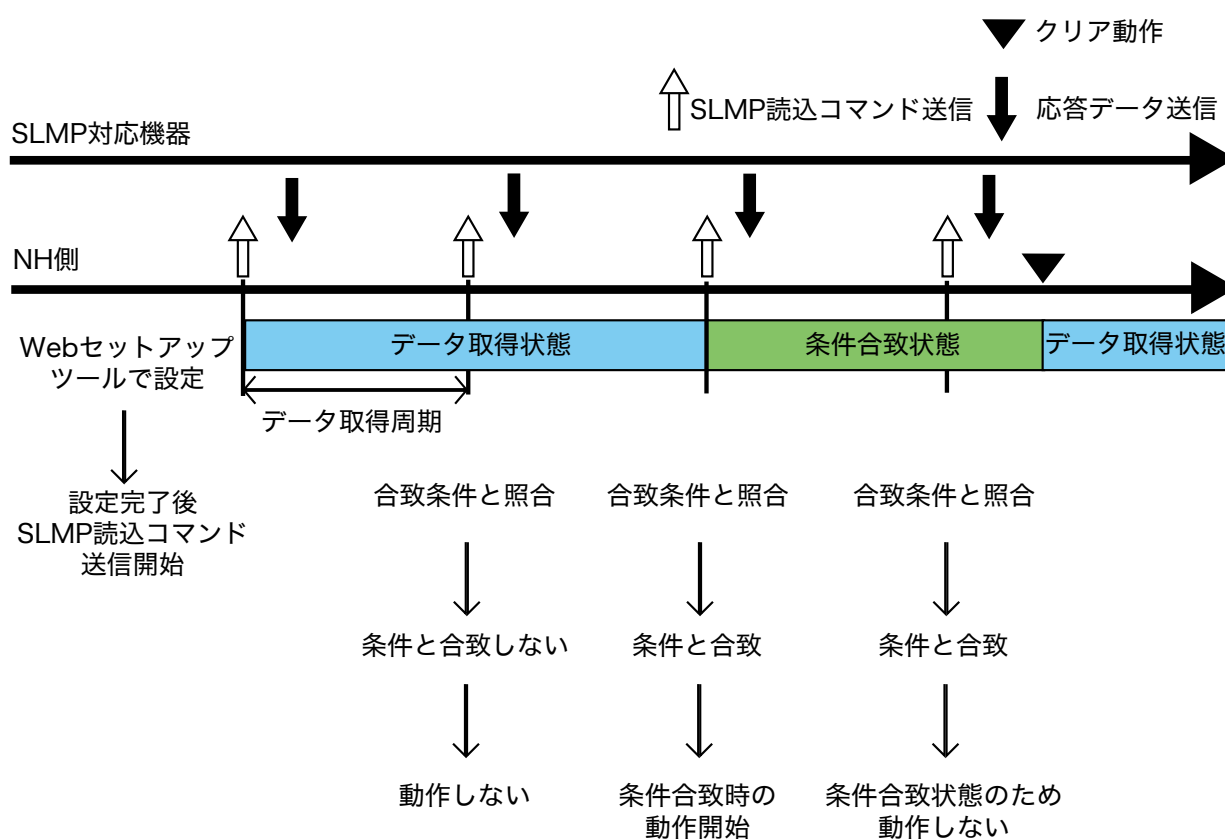 クリア動作
SLMP読込コマンド送信
応答データ送信
SLMP対応機器
NH側
Webセットアップ
ツールで設定
データ取得状態
条件合致状態
データ取得状態
データ取得周期
設定完了後
SLMP読込コマンド
送信開始
合致条件と照合
合致条件と照合
合致条件と照合
条件と合致しない
条件と合致
条件と合致
動作しない
条件合致時の
動作開始
条件合致状態のため
動作しない